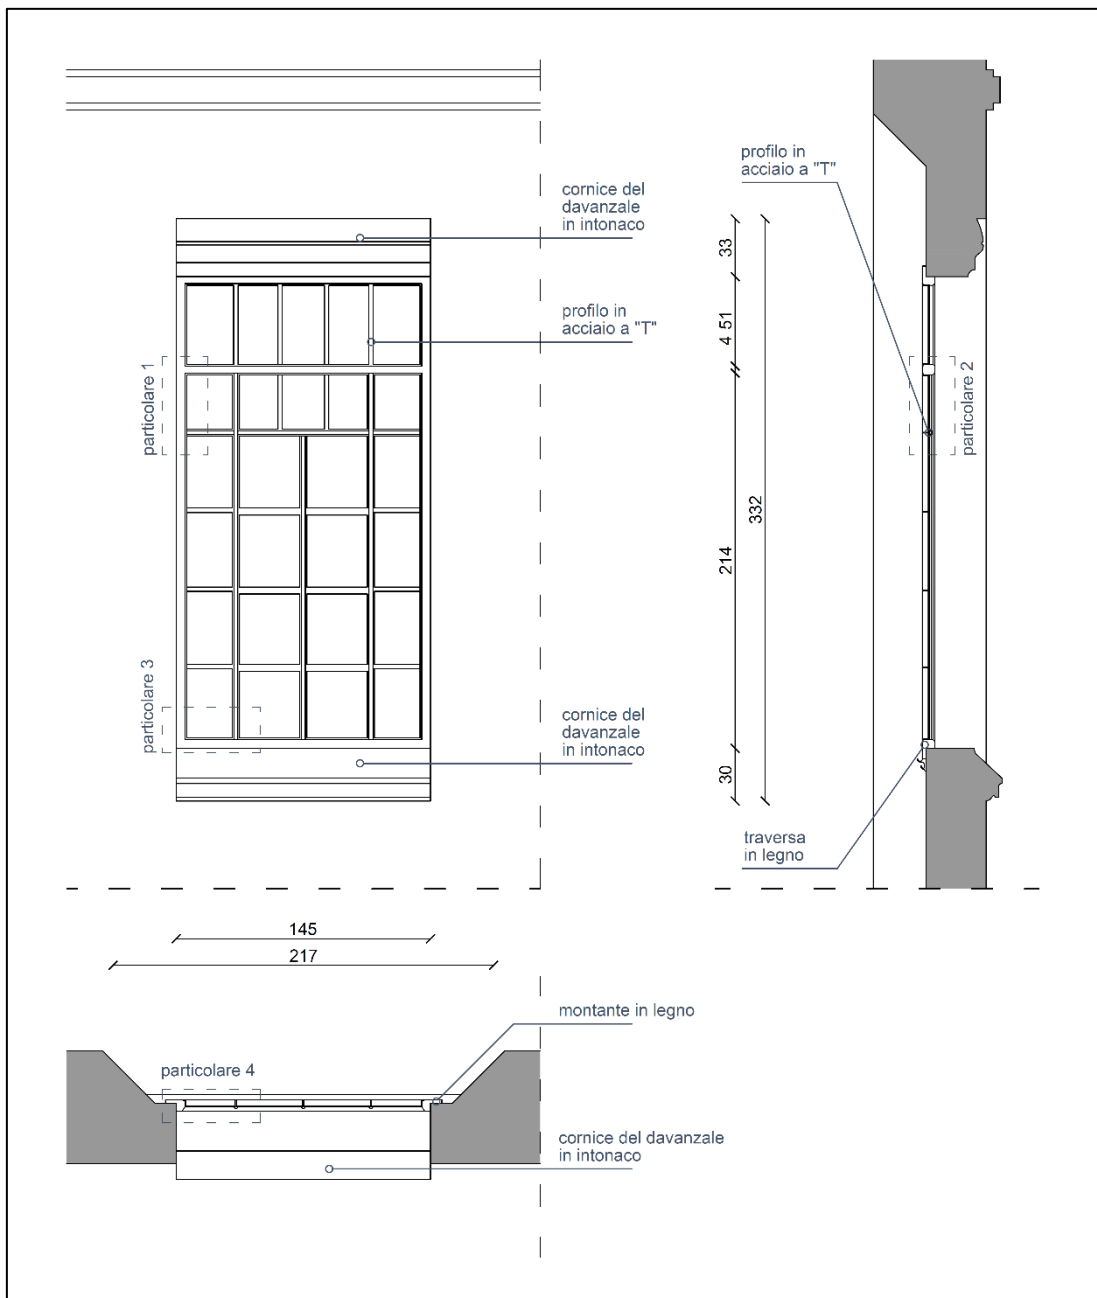 profilo in
acciaio a "T"
cornice del
davanzale
in intonaco
33
profilo in
acciaio a "T"
4 51
particolare 1
particolare 2
332
214
particolare 3
cornice del
davanzale
in intonaco
30
traversa
in legno
145
217
montante in legno
particolare 4
cornice del davanzale
in intonaco